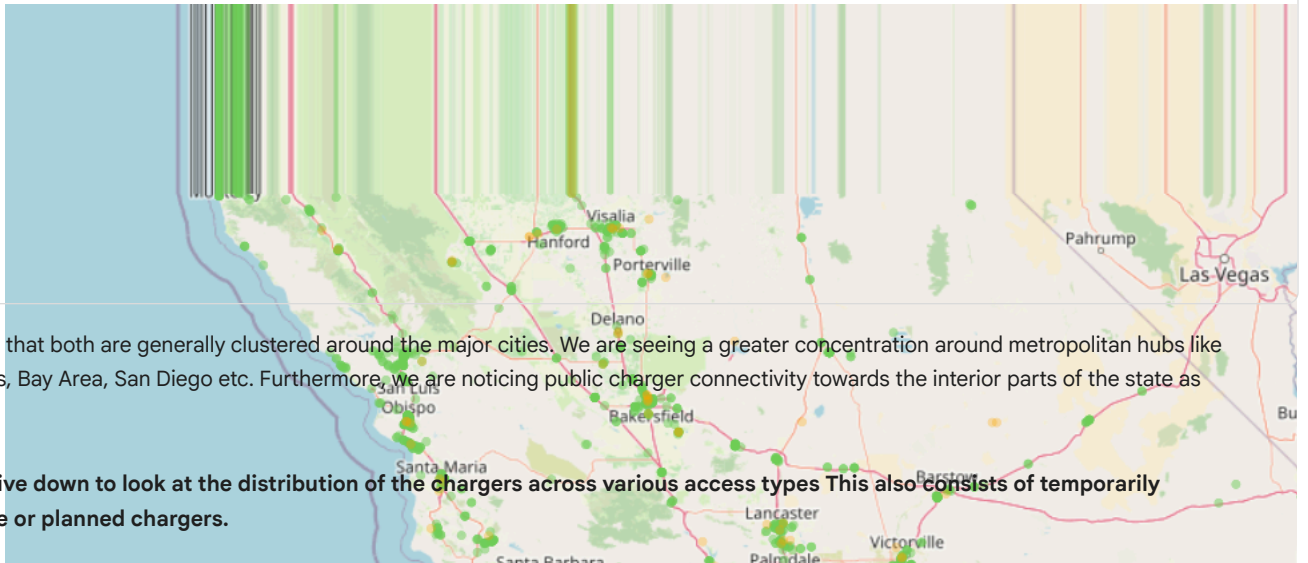 Visalia
Hanford
Porterville
Pahrump
Las Vegas
Delano
that both are generally clustered around the major cities. We are seeing a greater concentration around metropolitan hubs like
s, Bay Area, San Diego etc. Furthermore, we are noticing public charger connectivity towards the interior parts of the state as
San Luis
Obispo
Bakersfield
Bu
Santa Maria
Barstow
ive down to look at the distribution of the chargers across various access types This also consists of temporarily
e or planned chargers.
Lancaster
Victorville
Palmdale
Santa Barbara